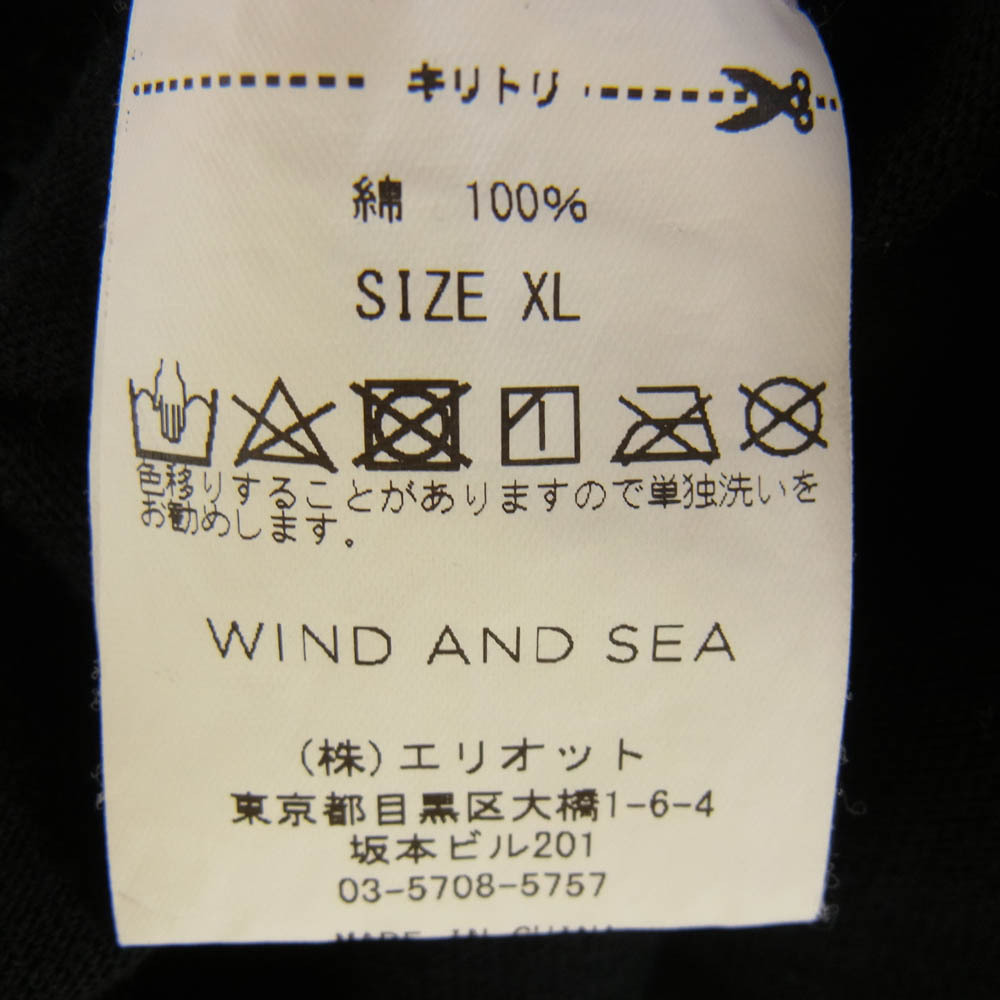 キリトリ
綿 100%
SIZE XL
色移りすることがありますので単独洗いを
お勧めします。
WIND AND SEA
(株)エリオット
東京都目黒区大橋1-6-4
坂本ビル201
03-5708-5757
MADE IN CHINA